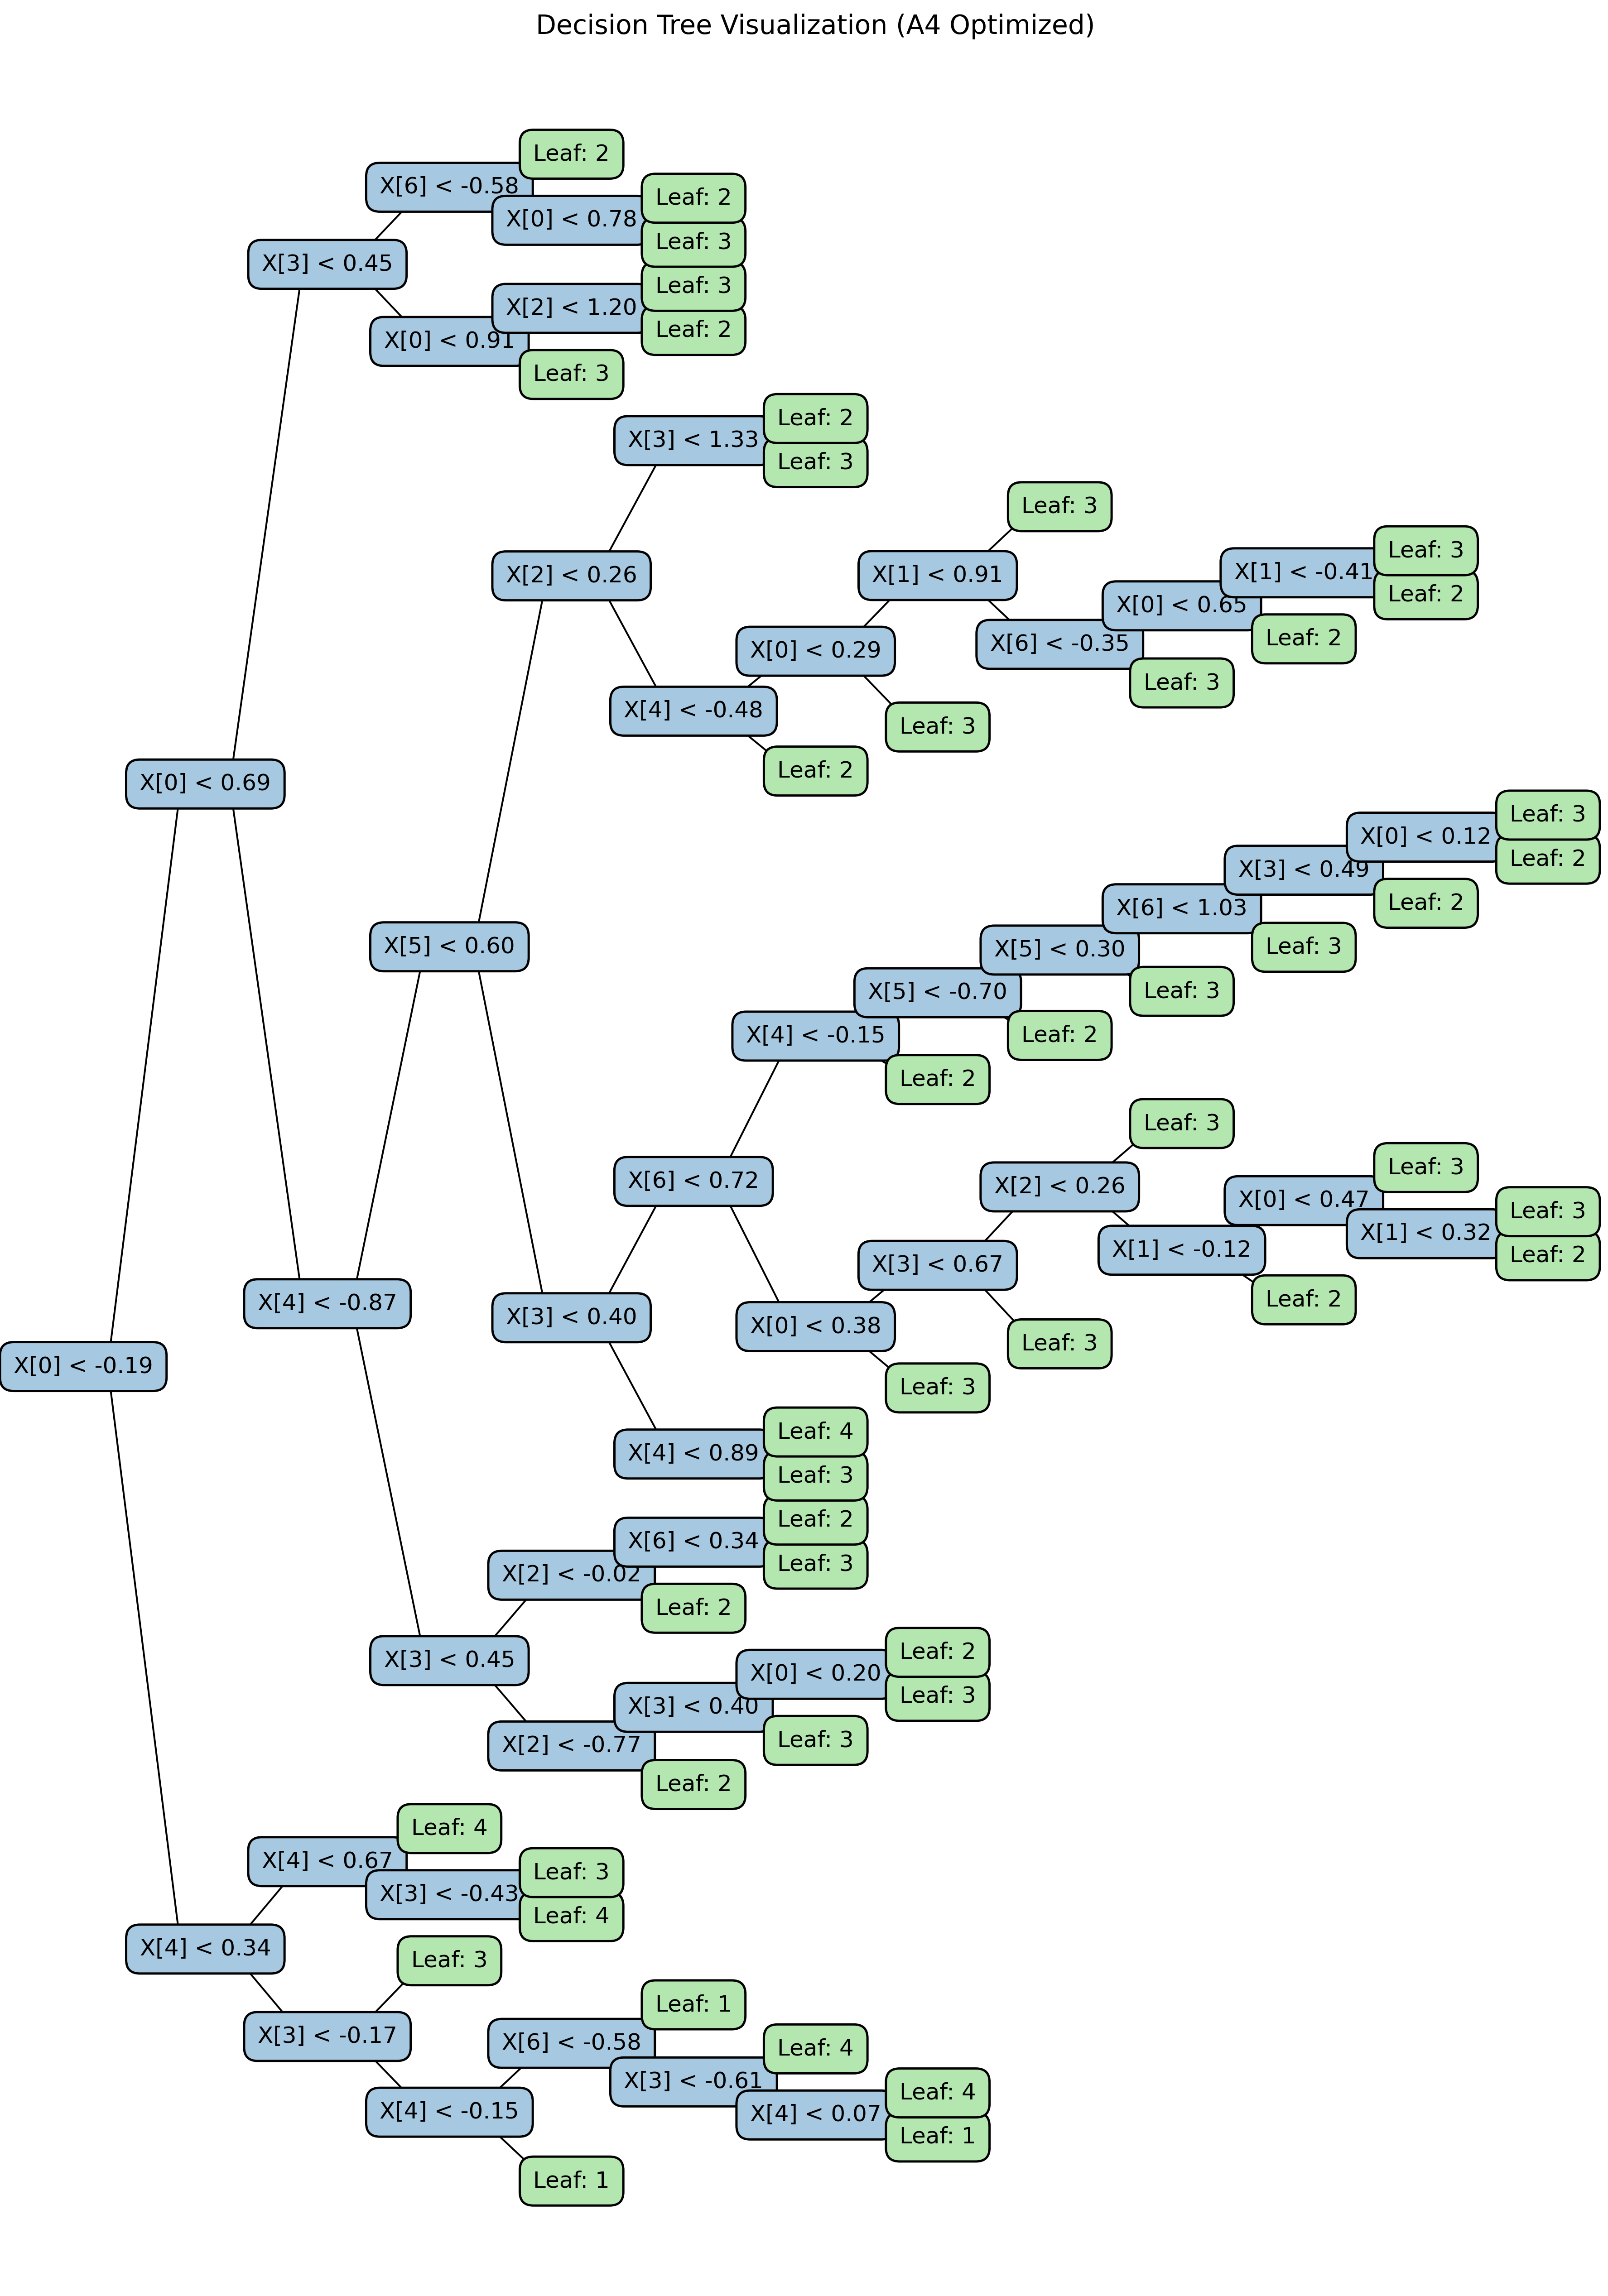 Decision Tree Visualization (A4 Optimized)
Leaf: 2
X[6] < -0.58
Leaf: 2
X[0] < 0.78
Leaf: 3
X[3] < 0.45
Leaf: 3
X[2] < 1.20
Leaf: 2
X[0] < 0.91
Leaf: 3
Leaf: 2
X[3] < 1.33
Leaf: 3
Leaf: 3
Leaf: 3
X[1] < -0.41
X[2] < 0.26
X[1] < 0.91
Leaf: 2
X[0] < 0.65
Leaf: 2
X[6] < -0.35
X[0] < 0.29
Leaf: 3
X[4] < -0.48
Leaf: 3
Leaf: 2
X[0] < 0.69
Leaf: 3
X[0] < 0.12
Leaf: 2
X[3] < 0.49
Leaf: 2
X[6] < 1.03
X[5] < 0.60
Leaf: 3
X[5] < 0.30
Leaf: 3
X[5] < -0.70
Leaf: 2
X[4] < -0.15
Leaf: 2
Leaf: 3
Leaf: 3
X[6] < 0.72
X[2] < 0.26
X[0] < 0.47
Leaf: 3
X[1] < 0.32
X[1] < -0.12
Leaf: 2
X[3] < 0.67
X[4] < -0.87
Leaf: 2
X[3] < 0.40
X[0] < 0.38
Leaf: 3
X[0] < -0.19
Leaf: 3
Leaf: 4
X[4] < 0.89
Leaf: 3
Leaf: 2
X[6] < 0.34
Leaf: 3
X[2] < -0.02
Leaf: 2
Leaf: 2
X[3] < 0.45
X[0] < 0.20
Leaf: 3
X[3] < 0.40
Leaf: 3
X[2] < -0.77
Leaf: 2
Leaf: 4
X[4] < 0.67
Leaf: 3
X[3] < -0.43
Leaf: 4
X[4] < 0.34
Leaf: 3
Leaf: 1
X[3] < -0.17
X[6] < -0.58
Leaf: 4
X[3] < -0.61
Leaf: 4
X[4] < -0.15
X[4] < 0.07
Leaf: 1
Leaf: 1